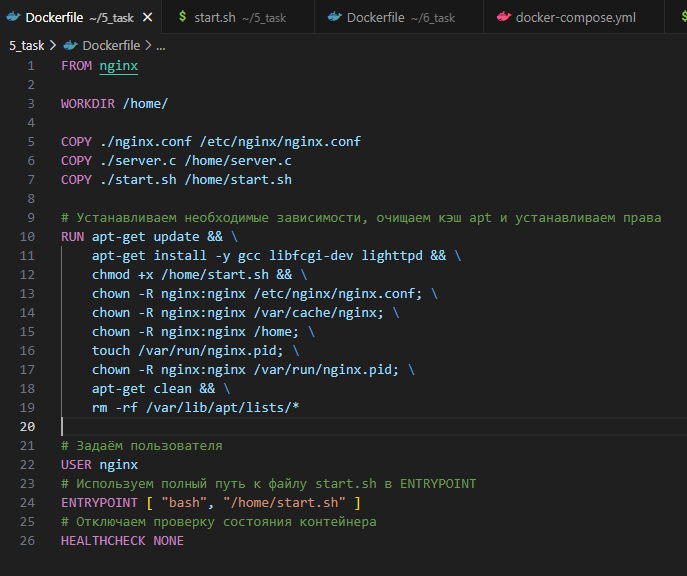 Dockerfile ~/5_task × $ start.sh ~/5_task Dockerfile ~/6_task docker-compose.yml $
5_task > Dockerfile > ...
1 FROM nginx
2
3 WORKDIR /home/
4
5 COPY ./nginx.conf /etc/nginx/nginx.conf
6 COPY ./server.c /home/server.c
7 COPY ./start.sh /home/start.sh
8
9 # Устанавливаем необходимые зависимости, очищаем кэш apt и устанавливаем права
10 RUN apt-get update && \
11 apt-get install -y gcc libfcgi-dev lighttpd && \
12 chmod +x /home/start.sh && \
13 chown -R nginx:nginx /etc/nginx/nginx.conf; \
14 chown -R nginx:nginx /var/cache/nginx; \
15 chown -R nginx:nginx /home; \
16 touch /var/run/nginx.pid; \
17 chown -R nginx:nginx /var/run/nginx.pid; \
18 apt-get clean && \
19 rm -rf /var/lib/apt/lists/*
20
21 # Задаём пользователя
22 USER nginx
23 # Используем полный путь к файлу start.sh в ENTRYPOINT
24 ENTRYPOINT [ "bash", "/home/start.sh" ]
25 # Отключаем проверку состояния контейнера
26 HEALTHCHECK NONE